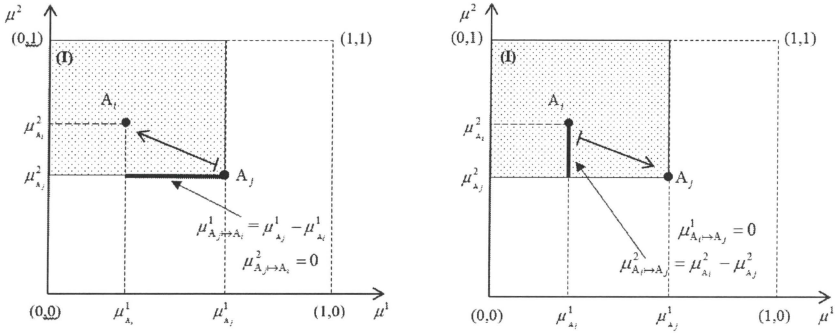 μ²
(0,1)
(1,1)
(I)
A_i
μ²_{A_i}
μ²_{A_j}
A_j
μ¹_{A_j↦A_i} = μ¹_{A_j} − μ¹_{A_i}
μ²_{A_j↦A_i} = 0
(0,0)
μ¹_{A_i}
μ¹_{A_j}
(1,0)
μ¹
μ²
(0,1)
(1,1)
(I)
A_i
μ²_{A_i}
μ²_{A_j}
A_j
μ¹_{A_i↦A_j} = 0
μ²_{A_i↦A_j} = μ²_{A_i} − μ²_{A_j}
(0,0)
μ¹_{A_i}
μ¹_{A_j}
(1,0)
μ¹